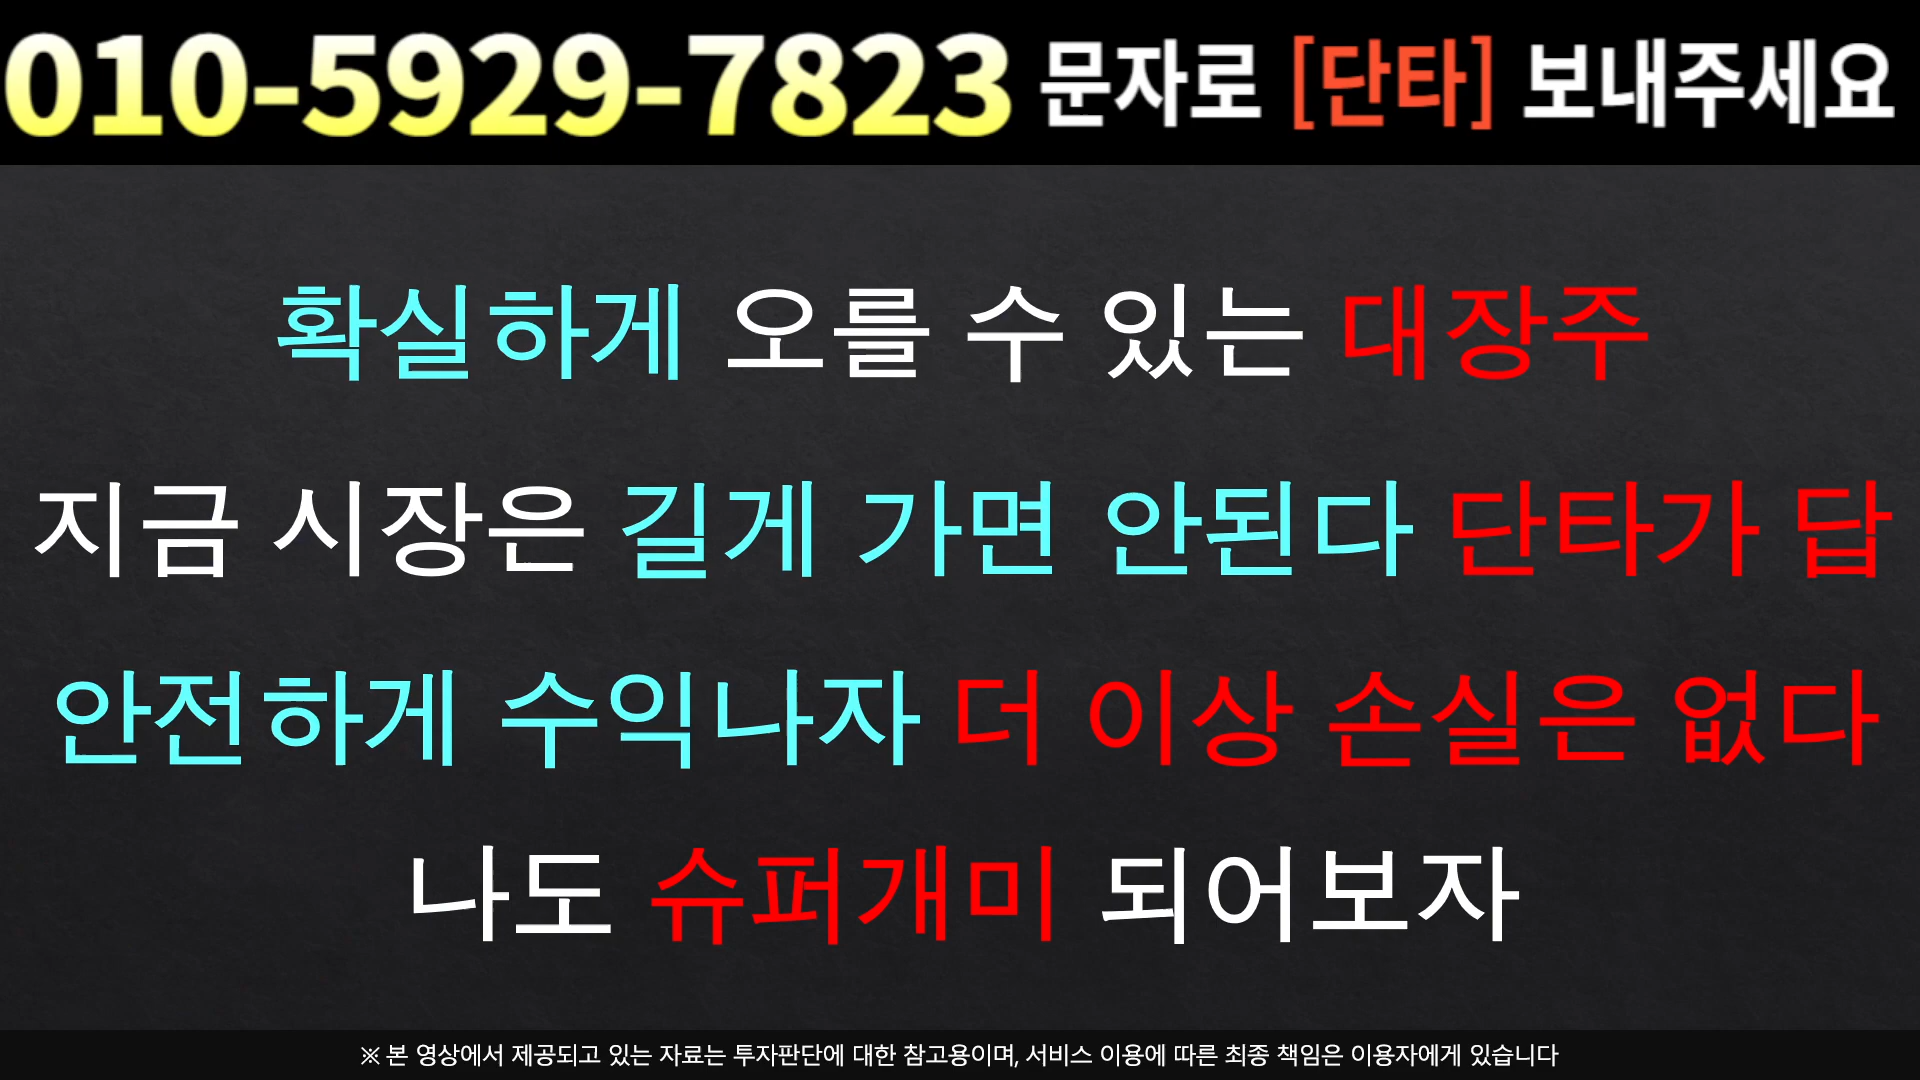 010-5929-7823 문자로 [단타] 보내주세요
확실하게 오를 수 있는 대장주
지금 시장은 길게 가면 안된다 단타가 답
안전하게 수익나자 더 이상 손실은 없다
나도 슈퍼개미 되어보자
※ 본 영상에서 제공되고 있는 자료는 투자판단에 대한 참고용이며, 서비스 이용에 따른 최종 책임은 이용자에게 있습니다